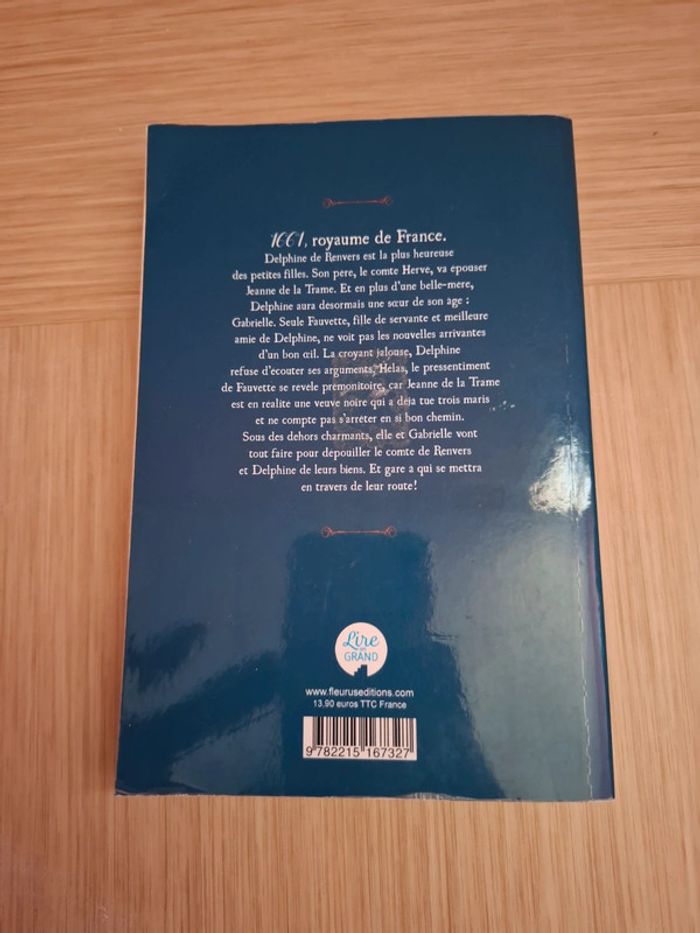 1661, royaume de France.
Delphine de Renvers est la plus heureuse
des petites filles. Son père, le comte Hervé, va épouser
Jeanne de la Trame. Et en plus d'une belle-mère,
Delphine aura désormais une sœur de son âge :
Gabrielle. Seule Fauvette, fille de servante et meilleure
amie de Delphine, ne voit pas les nouvelles arrivantes
d'un bon œil. La croyant jalouse, Delphine
refuse d'écouter ses arguments. Hélas, le pressentiment
de Fauvette se révèle prémonitoire, car Jeanne de la Trame
est en réalité une veuve noire qui a déjà tué trois maris
et ne compte pas s'arrêter en si bon chemin.
Sous des dehors charmants, elle et Gabrielle vont
tout faire pour dépouiller le comte de Renvers
et Delphine de leurs biens. Et gare à qui se mettra
en travers de leur route !
Lire
en
GRAND
www.fleuruseditions.com
13,90 euros TTC France
9 782215 167327